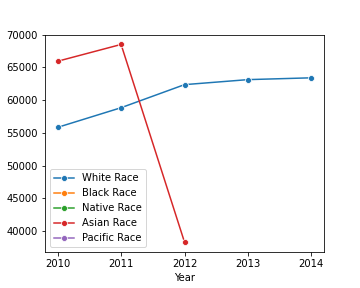 70000
65000
60000
55000
50000
45000
40000
White Race
Black Race
Native Race
Asian Race
Pacific Race
2010 2011 2012 2013 2014
Year